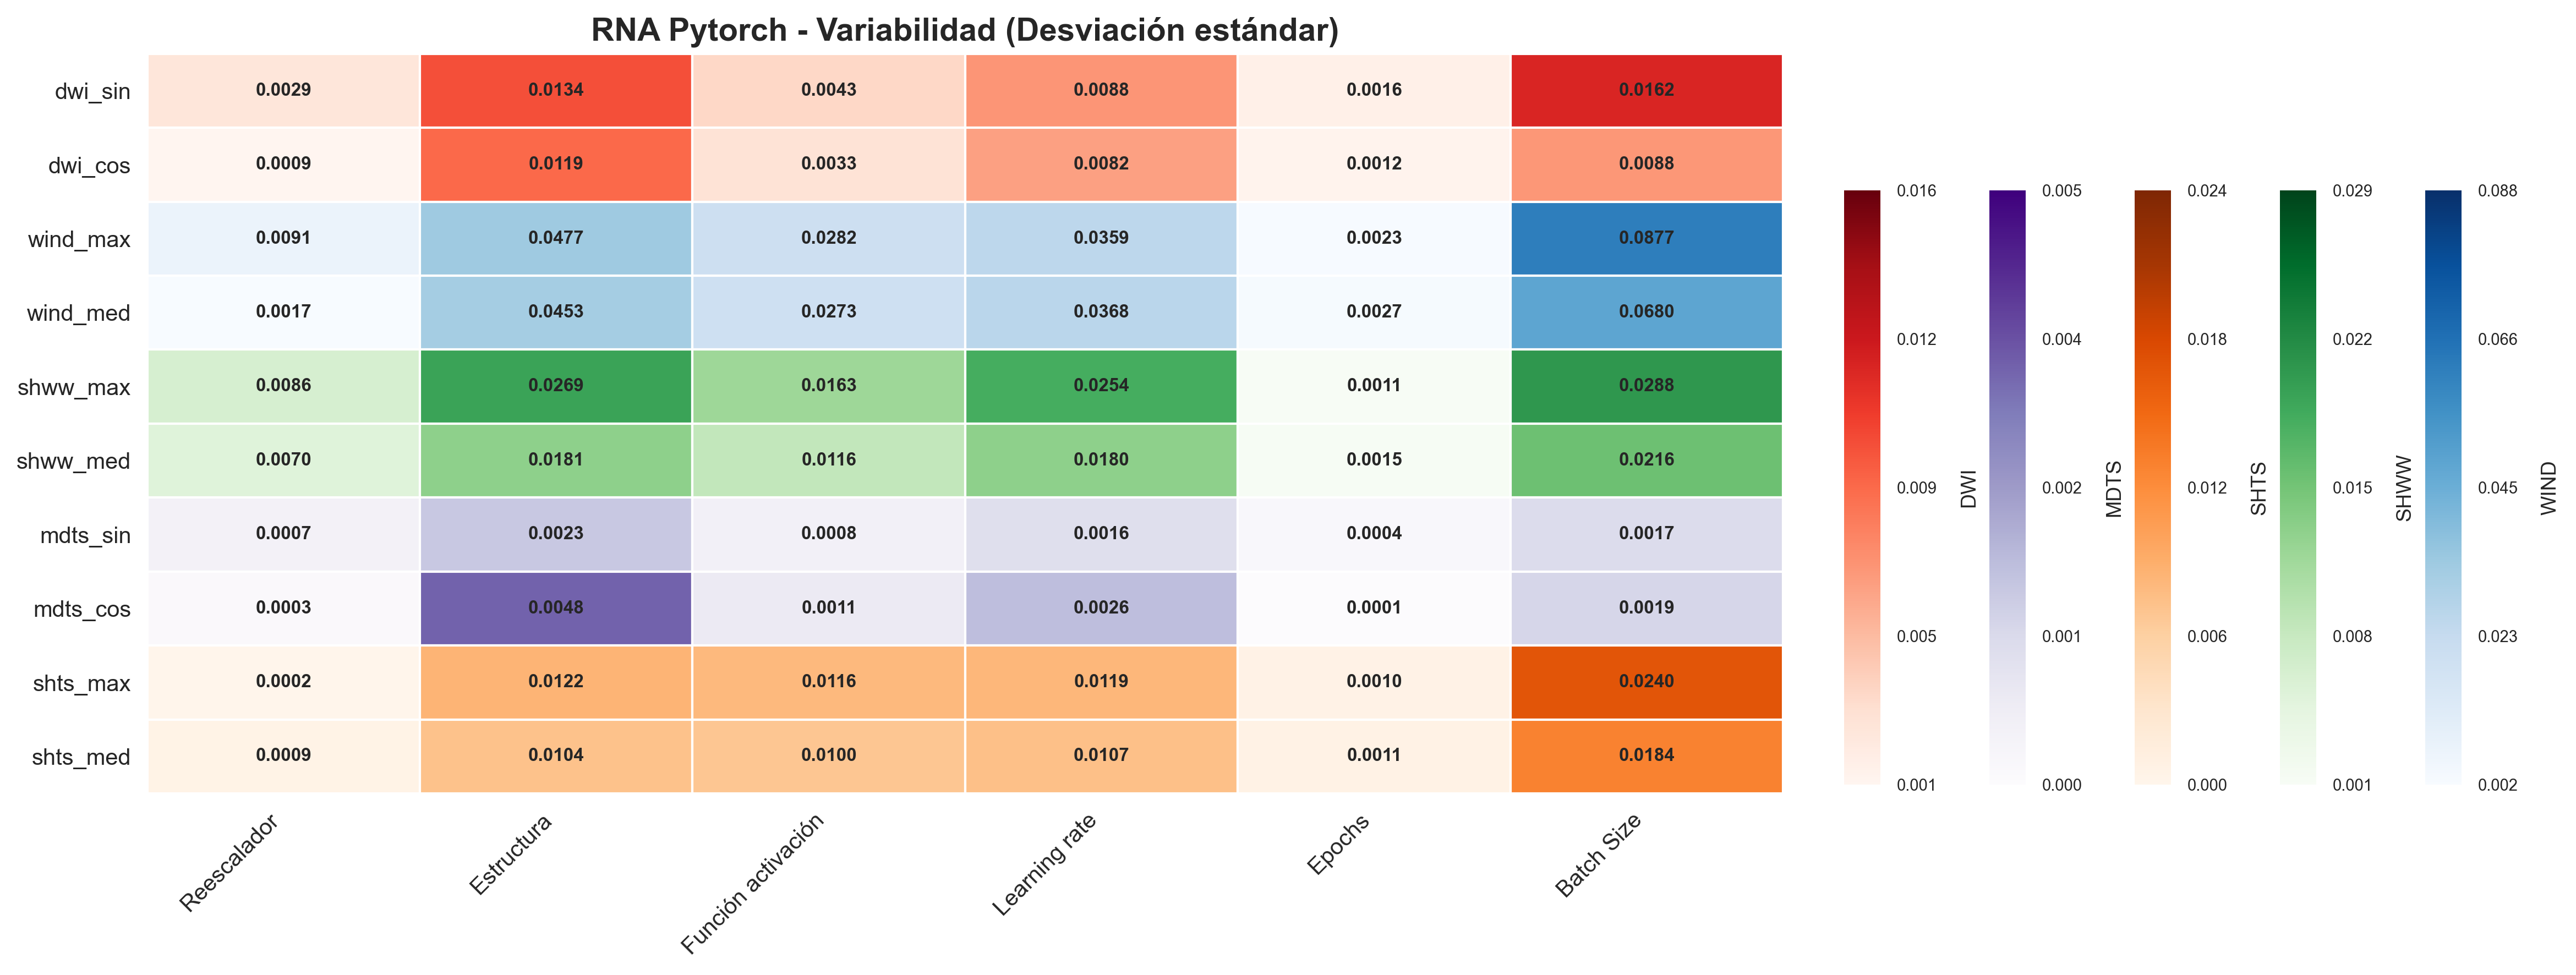 RNA Pytorch - Variabilidad (Desviación estándar)
dwi_sin 0.0029 0.0134 0.0043 0.0088 0.0016 0.0162
dwi_cos 0.0009 0.0119 0.0033 0.0082 0.0012 0.0088
wind_max 0.0091 0.0477 0.0282 0.0359 0.0023 0.0877
wind_med 0.0017 0.0453 0.0273 0.0368 0.0027 0.0680
shww_max 0.0086 0.0269 0.0163 0.0254 0.0011 0.0288
shww_med 0.0070 0.0181 0.0116 0.0180 0.0015 0.0216
mdts_sin 0.0007 0.0023 0.0008 0.0016 0.0004 0.0017
mdts_cos 0.0003 0.0048 0.0011 0.0026 0.0001 0.0019
shts_max 0.0002 0.0122 0.0116 0.0119 0.0010 0.0240
shts_med 0.0009 0.0104 0.0100 0.0107 0.0011 0.0184
Reescalador
Estructura
Función activación
Learning rate
Epochs
Batch Size
0.016 0.005 0.024 0.029 0.088
0.012 0.004 0.018 0.022 0.066
0.009 0.002 0.012 0.015 0.045
0.005 0.001 0.006 0.008 0.023
0.001 0.000 0.000 0.001 0.002
DWI
MDTS
SHTS
SHWW
WIND